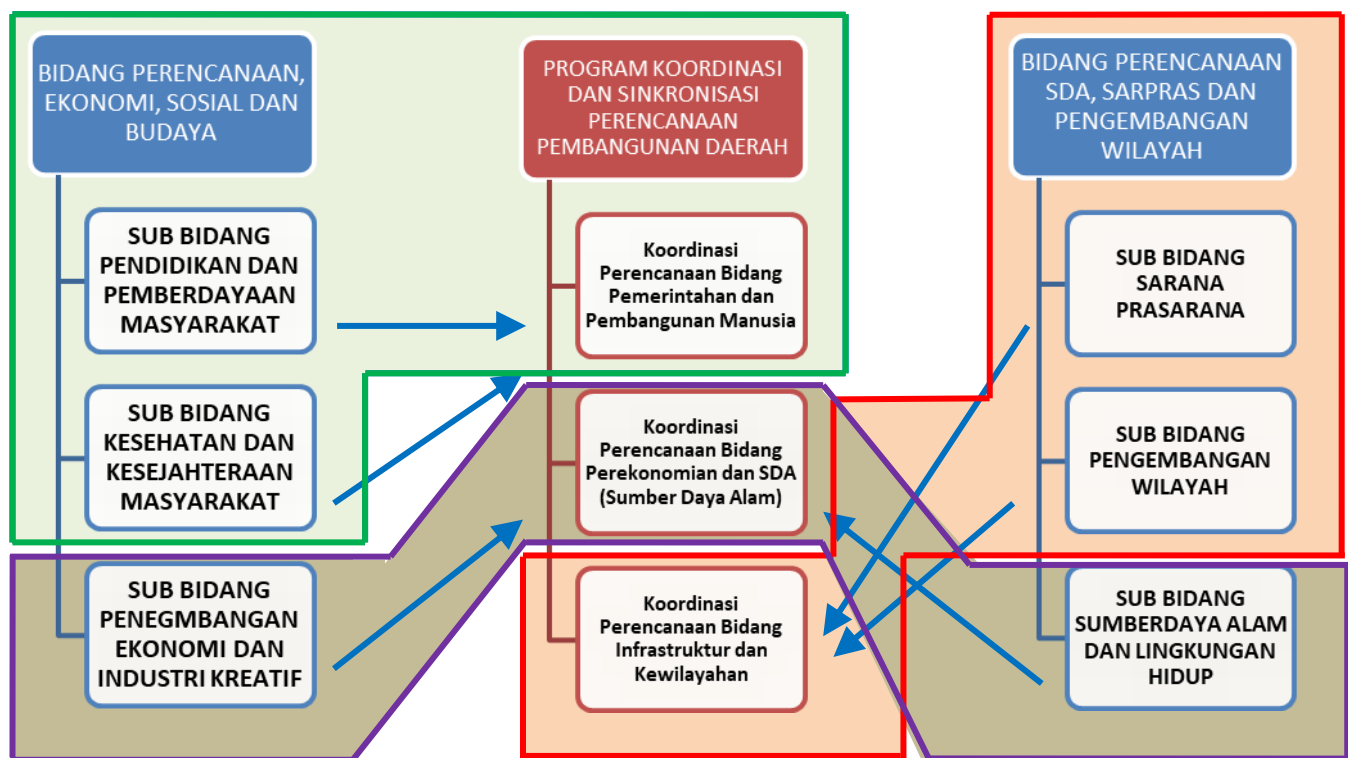 BIDANG PERENCANAAN,
EKONOMI, SOSIAL DAN
BUDAYA
SUB BIDANG
PENDIDIKAN DAN
PEMBERDAYAAN
MASYARAKAT
SUB BIDANG
KESEHATAN DAN
KESEJAHTERAAN
MASYARAKAT
SUB BIDANG
PENEGMBANGAN
EKONOMI DAN
INDUSTRI KREATIF
PROGRAM KOORDINASI
DAN SINKRONISASI
PERENCANAAN
PEMBANGUNAN DAERAH
Koordinasi
Perencanaan Bidang
Pemerintahan dan
Pembangunan Manusia
Koordinasi
Perencanaan Bidang
Perekonomian dan SDA
(Sumber Daya Alam)
Koordinasi
Perencanaan Bidang
Infrastruktur dan
Kewilayahan
BIDANG PERENCANAAN
SDA, SARPRAS DAN
PENGEMBANGAN
WILAYAH
SUB BIDANG
SARANA
PRASARANA
SUB BIDANG
PENGEMBANGAN
WILAYAH
SUB BIDANG
SUMBERDAYA ALAM
DAN LINGKUNGAN
HIDUP